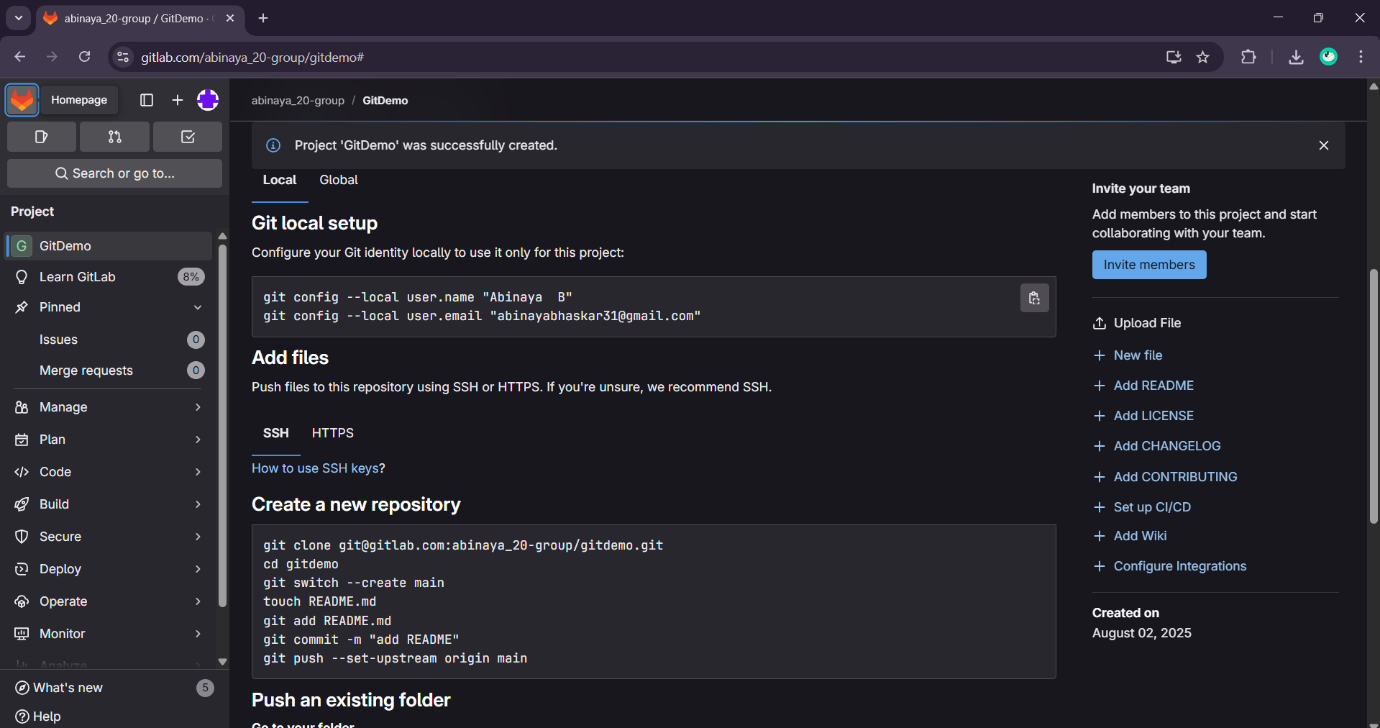 abinaya_20-group / GitDemo ·
gitlab.com/abinaya_20-group/gitdemo#
Homepage
Search or go to...
Project
G GitDemo
Learn GitLab 8%
Pinned
Issues 0
Merge requests 0
Manage
Plan
Code
Build
Secure
Deploy
Operate
Monitor
Analyze
What's new 5
Help
abinaya_20-group / GitDemo
Project 'GitDemo' was successfully created.
Local Global
Git local setup
Configure your Git identity locally to use it only for this project:
git config --local user.name "Abinaya  B"
git config --local user.email "abinayabhaskar31@gmail.com"
Add files
Push files to this repository using SSH or HTTPS. If you're unsure, we recommend SSH.
SSH HTTPS
How to use SSH keys?
Create a new repository
git clone git@gitlab.com:abinaya_20-group/gitdemo.git
cd gitdemo
git switch --create main
touch README.md
git add README.md
git commit -m "add README"
git push --set-upstream origin main
Push an existing folder
Go to your folder
Invite your team
Add members to this project and start
collaborating with your team.
Invite members
Upload File
New file
Add README
Add LICENSE
Add CHANGELOG
Add CONTRIBUTING
Set up CI/CD
Add Wiki
Configure Integrations
Created on
August 02, 2025